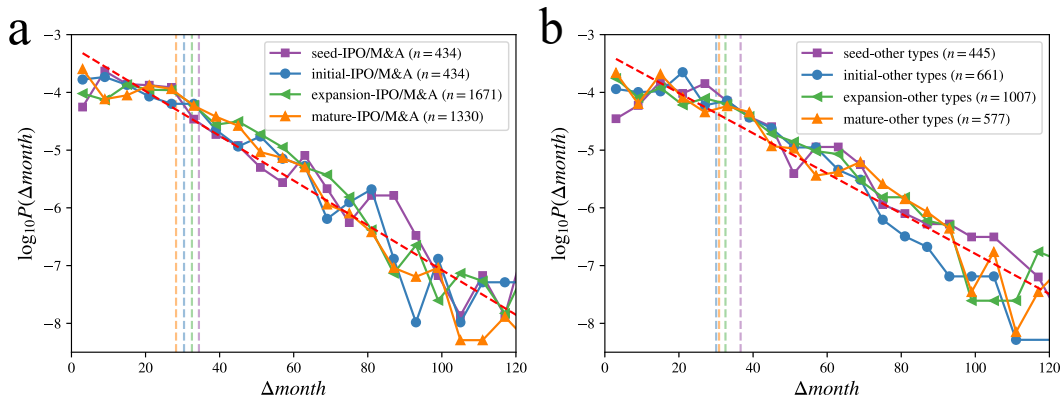 a
−3
−4
−5
−6
−7
−8
log₁₀P(Δmonth)
seed-IPO/M&A (n = 434)
initial-IPO/M&A (n = 434)
expansion-IPO/M&A (n = 1671)
mature-IPO/M&A (n = 1330)
0 20 40 60 80 100 120
Δmonth
b
−3
−4
−5
−6
−7
−8
log₁₀P(Δmonth)
seed-other types (n = 445)
initial-other types (n = 661)
expansion-other types (n = 1007)
mature-other types (n = 577)
0 20 40 60 80 100 120
Δmonth